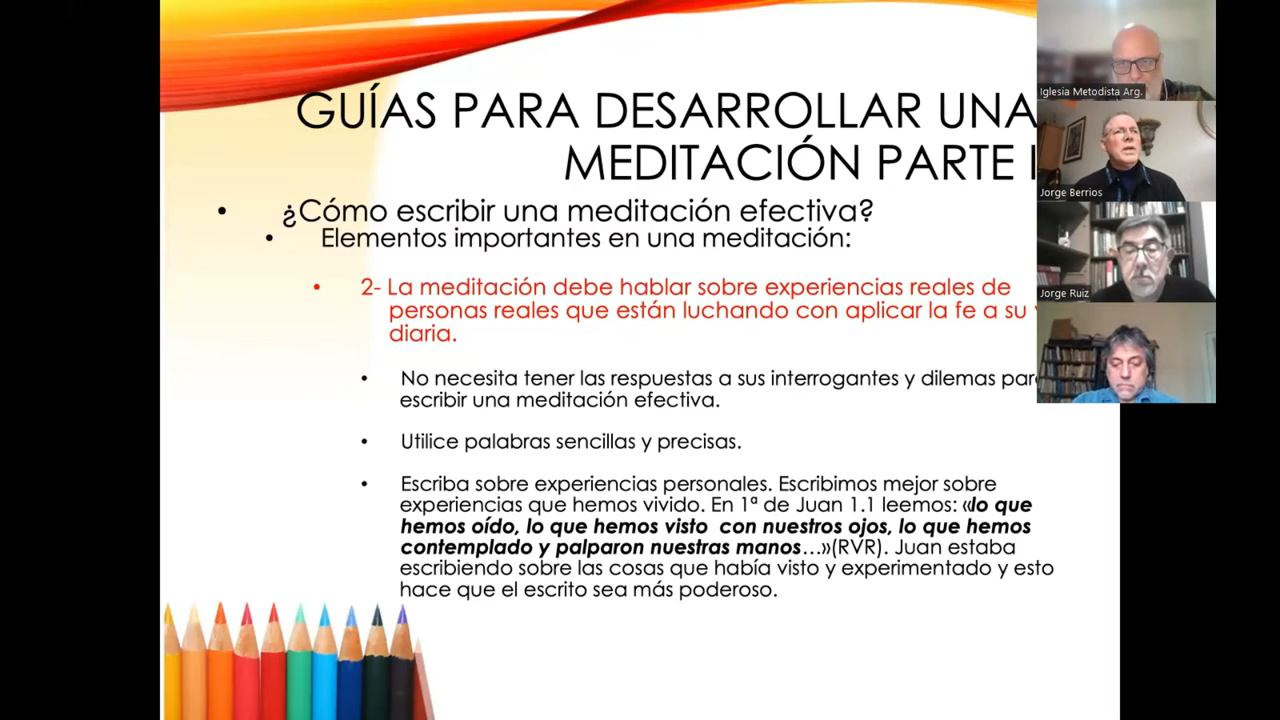 GUÍAS PARA DESARROLLAR UNA
MEDITACIÓN PARTE I
• ¿Cómo escribir una meditación efectiva?
• Elementos importantes en una meditación:
• 2- La meditación debe hablar sobre experiencias reales de
personas reales que están luchando con aplicar la fe a su
diaria.
• No necesita tener las respuestas a sus interrogantes y dilemas
escribir una meditación efectiva.
• Utilice palabras sencillas y precisas.
• Escriba sobre experiencias personales. Escribimos mejor sobre
experiencias que hemos vivido. En 1ª de Juan 1.1 leemos: «lo que
hemos oído, lo que hemos visto con nuestros ojos, lo que hemos
contemplado y palparon nuestras manos…»(RVR). Juan estaba
escribiendo sobre las cosas que había visto y experimentado y esto
hace que el escrito sea más poderoso.
Iglesia Metodista Arg.
Jorge Berrios
Jorge Ruiz